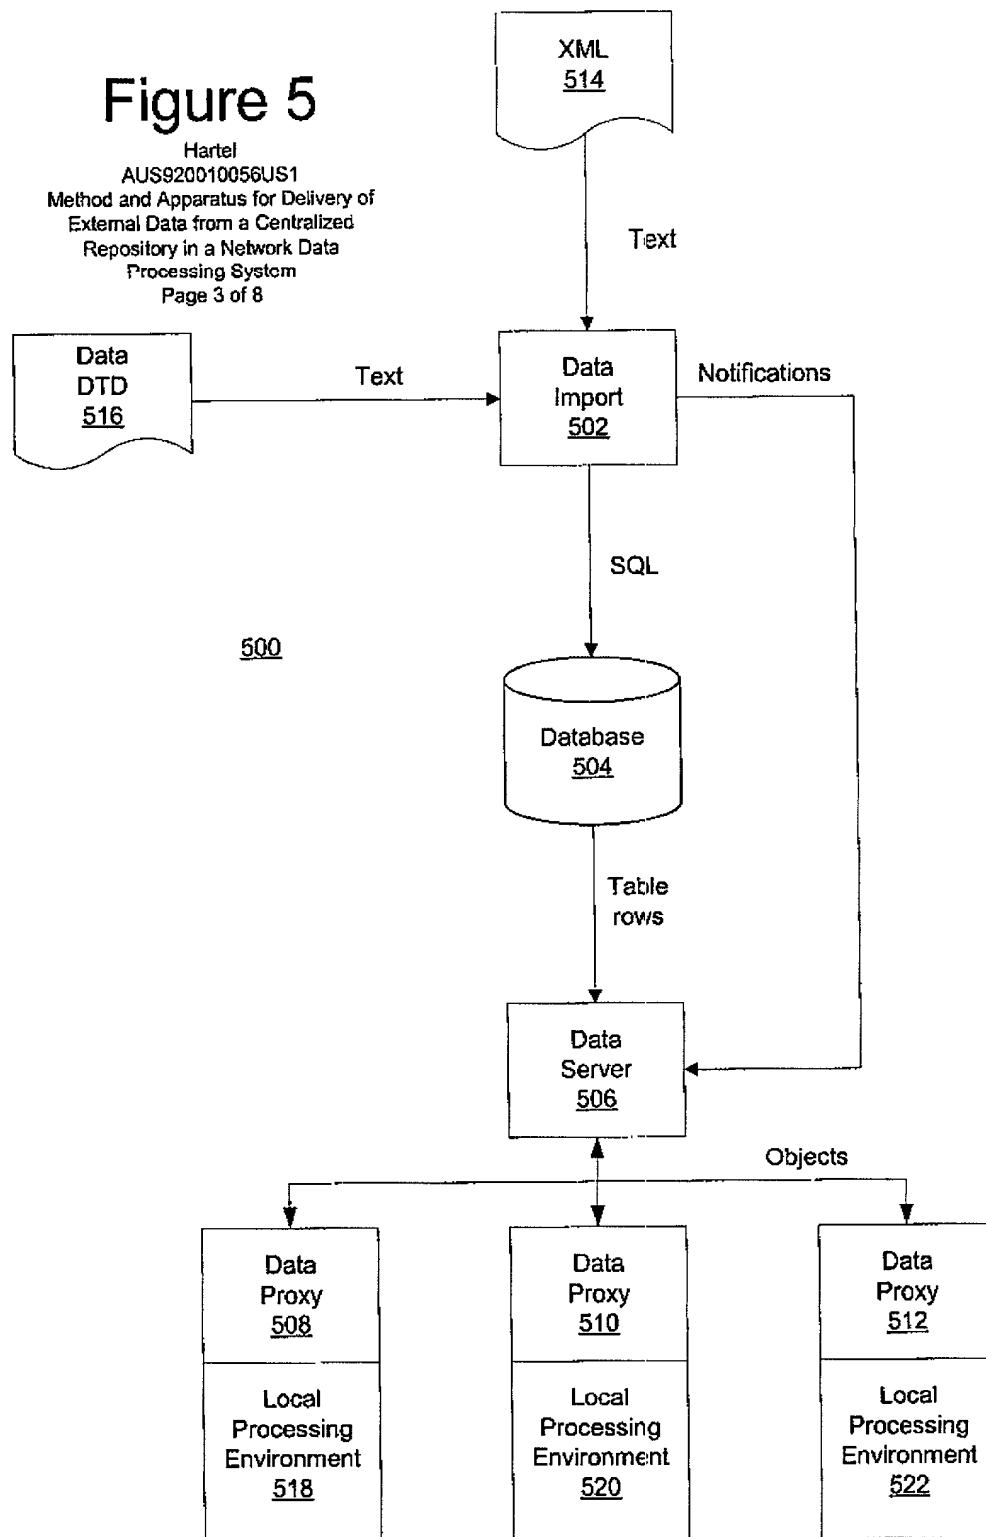 Figure 5
Hartel
AUS920010056US1
Method and Apparatus for Delivery of
External Data from a Centralized
Repository in a Network Data
Processing System
Page 3 of 8
XML
514
Text
Data
DTD
516
Text
Data
Import
502
Notifications
SQL
500
Database
504
Table
rows
Data
Server
506
Objects
Data
Proxy
508
Local
Processing
Environment
518
Data
Proxy
510
Local
Processing
Environment
520
Data
Proxy
512
Local
Processing
Environment
522